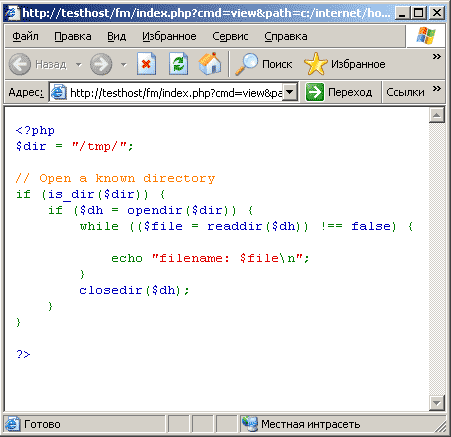 http://testhost/fm/index.php?cmd=view&path=c:/internet/ho...
Файл Правка Вид Избранное Сервис Справка »
Назад Поиск Избранное »
Адрес: http://testhost/fm/index.php?cmd=view&pa Переход Ссылки »
<?php
$dir = "/tmp/";
// Open a known directory
if (is_dir($dir)) {
    if ($dh = opendir($dir)) {
        while (($file = readdir($dh)) !== false) {
            echo "filename: $file\n";
        }
        closedir($dh);
    }
}
?>
Готово Местная интрасеть